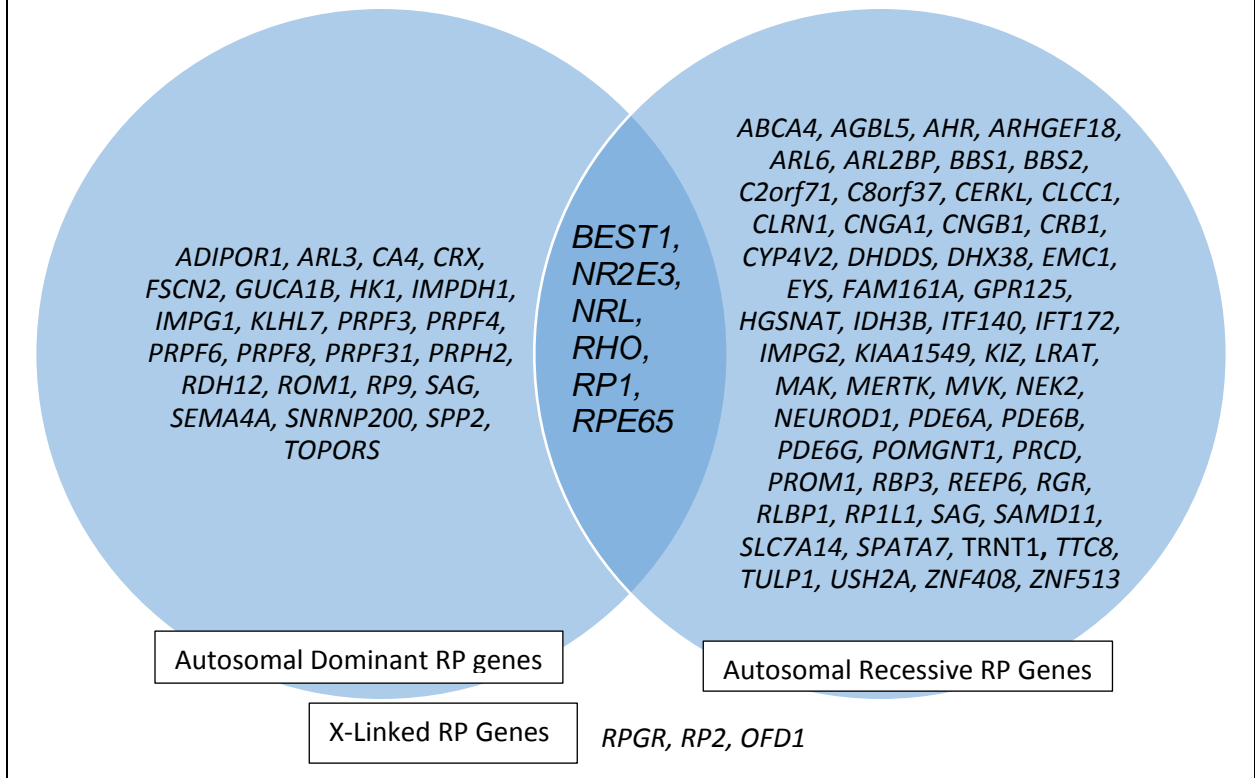 ADIPOR1, ARL3, CA4, CRX,
FSCN2, GUCA1B, HK1, IMPDH1,
IMPG1, KLHL7, PRPF3, PRPF4,
PRPF6, PRPF8, PRPF31, PRPH2,
RDH12, ROM1, RP9, SAG,
SEMA4A, SNRNP200, SPP2,
TOPORS
BEST1,
NR2E3,
NRL,
RHO,
RP1,
RPE65
ABCA4, AGBL5, AHR, ARHGEF18,
ARL6, ARL2BP, BBS1, BBS2,
C2orf71, C8orf37, CERKL, CLCC1,
CLRN1, CNGA1, CNGB1, CRB1,
CYP4V2, DHDDS, DHX38, EMC1,
EYS, FAM161A, GPR125,
HGSNAT, IDH3B, ITF140, IFT172,
IMPG2, KIAA1549, KIZ, LRAT,
MAK, MERTK, MVK, NEK2,
NEUROD1, PDE6A, PDE6B,
PDE6G, POMGNT1, PRCD,
PROM1, RBP3, REEP6, RGR,
RLBP1, RP1L1, SAG, SAMD11,
SLC7A14, SPATA7, TRNT1, TTC8,
TULP1, USH2A, ZNF408, ZNF513
Autosomal Dominant RP genes
Autosomal Recessive RP Genes
X-Linked RP Genes
RPGR, RP2, OFD1